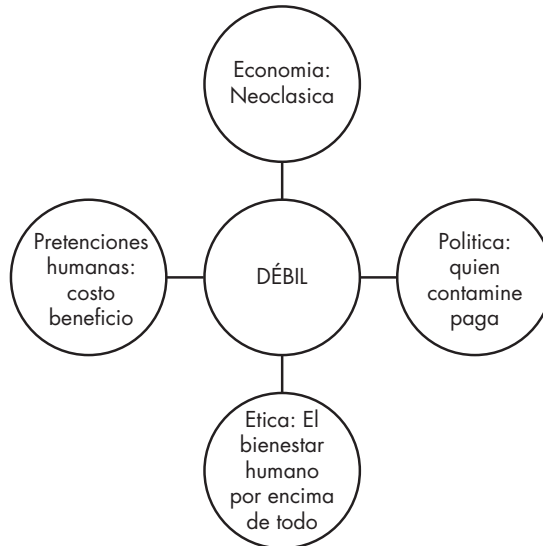 Economia:
Neoclasica
Pretenciones
humanas:
costo
beneficio
DÉBIL
Politica:
quien
contamine
paga
Etica: El
bienestar
humano
por encima
de todo